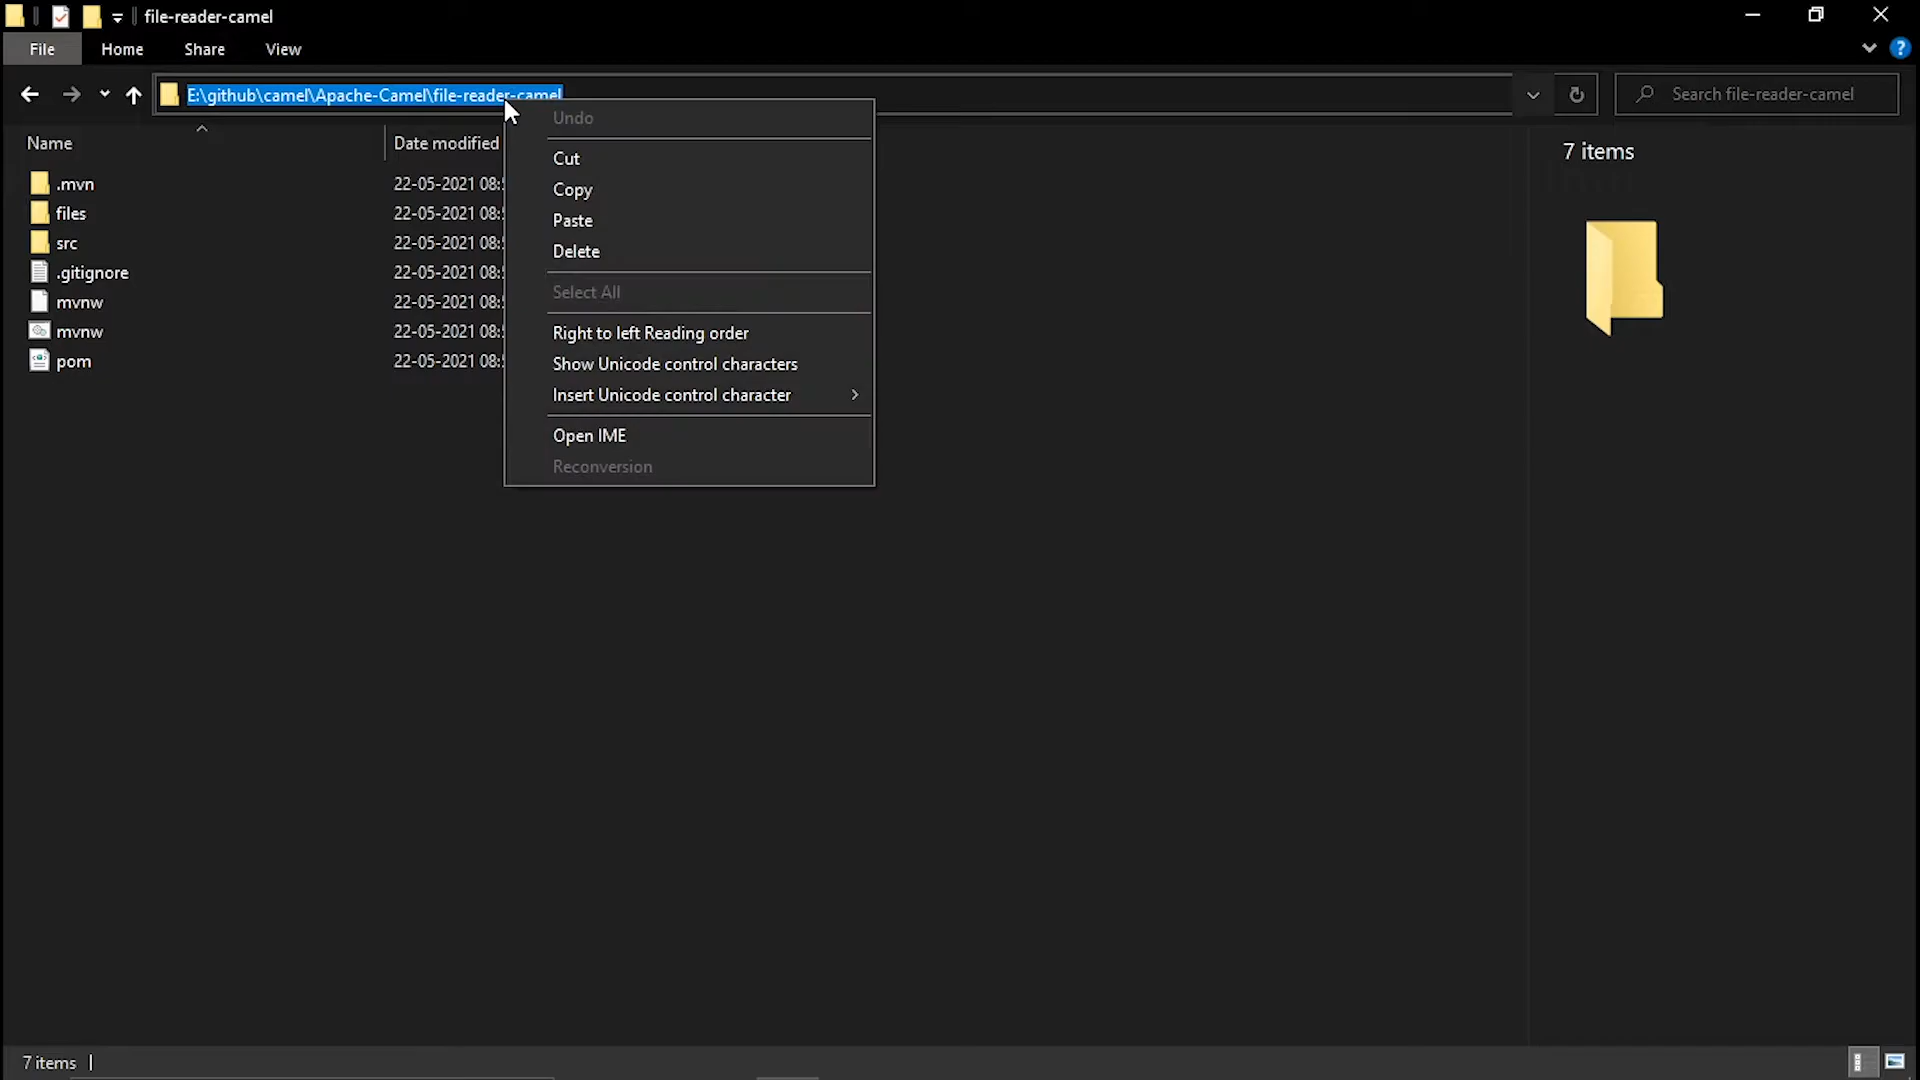 file-reader-camel
File Home Share View
E:\github\camel\Apache-Camel\file-reader-camel
Search file-reader-camel
Name Date modified
7 items
.mvn 22-05-2021 08:
files 22-05-2021 08:
src 22-05-2021 08:
.gitignore 22-05-2021 08:
mvnw 22-05-2021 08:
mvnw 22-05-2021 08:
pom 22-05-2021 08:
Undo
Cut
Copy
Paste
Delete
Select All
Right to left Reading order
Show Unicode control characters
Insert Unicode control character
Open IME
Reconversion
7 items